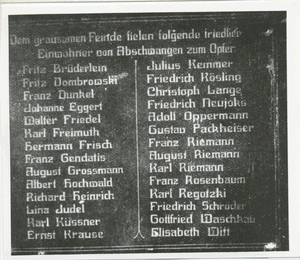 Dem grausamen Feinde fielen folgende friedliche
Einwohner von Abschwangen zum Opfer
Fritz Brüderlein
Fritz Dombrowski
Franz Dunkel
Johanne Eggert
Walter Friedel
Karl Freimuth
Hermann Frisch
Franz Gendatis
August Grossmann
Albert Hochwald
Richard Heinrich
Lina Judel
Karl Küssner
Ernst Krause
Julius Kemmer
Friedrich Kösling
Christoph Lange
Friedrich Neujoks
Adolf Oppermann
Gustav Packheiser
Franz Riemann
August Riemann
Karl Riemann
Franz Rosenbaum
Karl Regotzki
Friedrich Schröder
Gottfried Waschkau
Elisabeth Witt